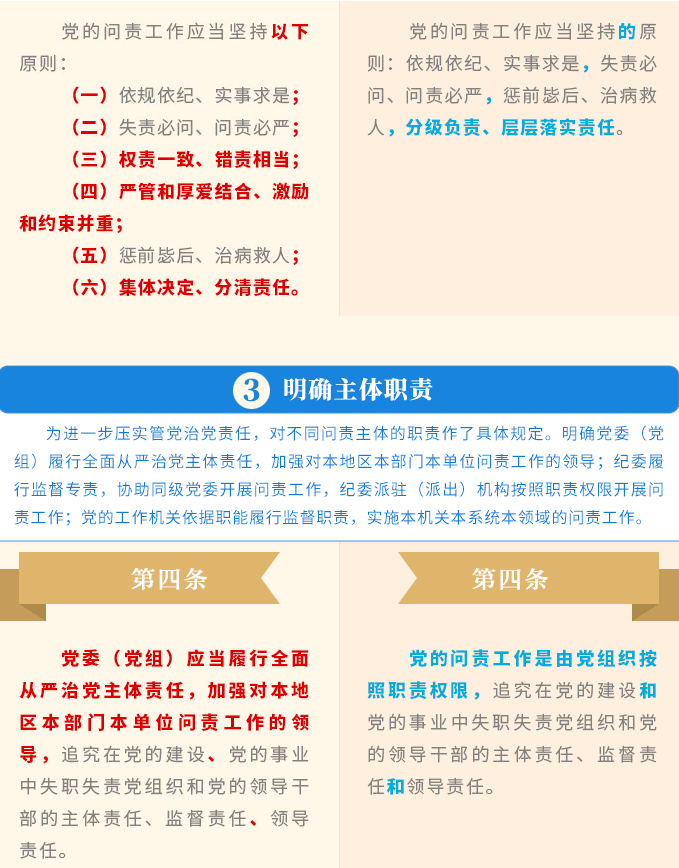 党的问责工作应当坚持以下
原则：
（一）依规依纪、实事求是；
（二）失责必问、问责必严；
（三）权责一致、错责相当；
（四）严管和厚爱结合、激励
和约束并重；
（五）惩前毖后、治病救人；
（六）集体决定、分清责任。
党的问责工作应当坚持的原
则：依规依纪、实事求是，失责必
问、问责必严，惩前毖后、治病救
人，分级负责、层层落实责任。
3 明确主体职责
为进一步压实管党治党责任，对不同问责主体的职责作了具体规定。明确党委（党
组）履行全面从严治党主体责任，加强对本地区本部门本单位问责工作的领导；纪委履
行监督专责，协助同级党委开展问责工作，纪委派驻（派出）机构按照职责权限开展问
责工作；党的工作机关依据职能履行监督职责，实施本机关本系统本领域的问责工作。
第四条
党委（党组）应当履行全面
从严治党主体责任，加强对本地
区本部门本单位问责工作的领
导，追究在党的建设、党的事业
中失职失责党组织和党的领导干
部的主体责任、监督责任、领导
责任。
第四条
党的问责工作是由党组织按
照职责权限，追究在党的建设和
党的事业中失职失责党组织和党
的领导干部的主体责任、监督责
任和领导责任。